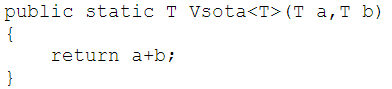 public static T Vsota<T>(T a,T b)
{
    return a+b;
}